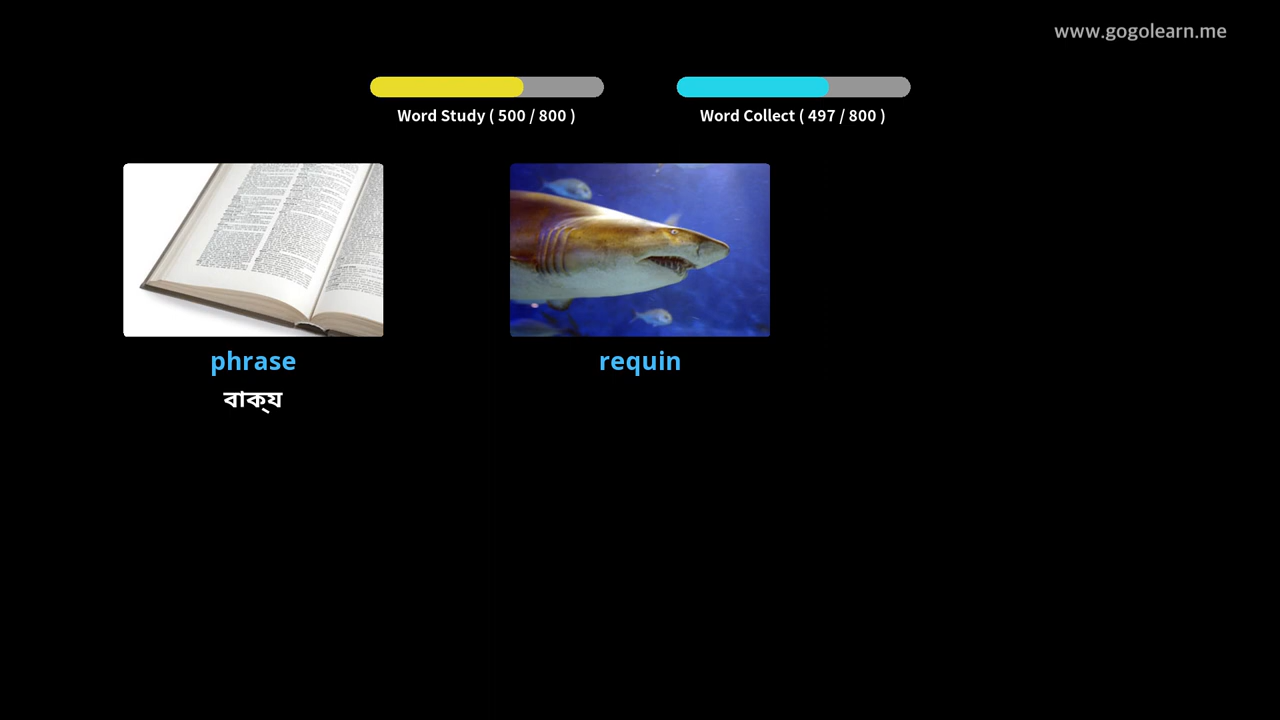 www.gogolearn.me
Word Study ( 500 / 800 )
Word Collect ( 497 / 800 )
phrase
requin
বাক্য